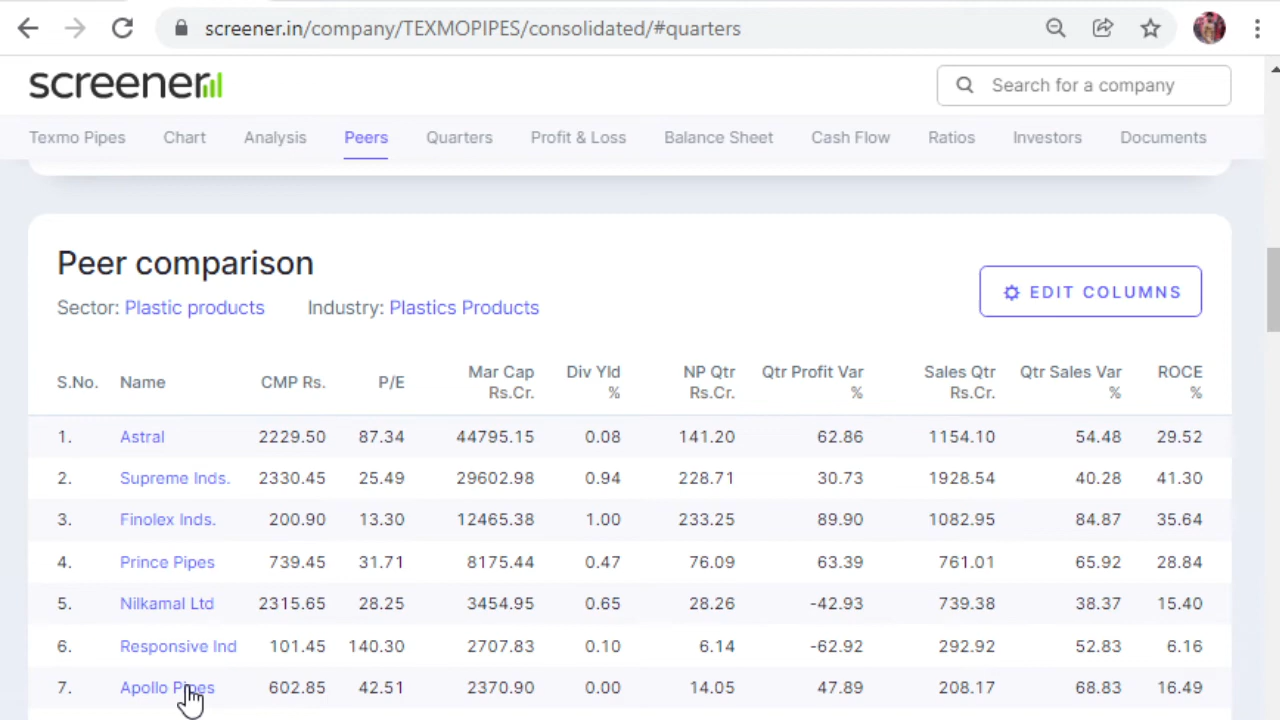 screener.in/company/TEXMOPIPES/consolidated/#quarters
screener
Search for a company
Texmo Pipes Chart Analysis Peers Quarters Profit & Loss Balance Sheet Cash Flow Ratios Investors Documents
Peer comparison
Sector: Plastic products Industry: Plastics Products
EDIT COLUMNS
S.No. Name CMP Rs. P/E Mar Cap Rs.Cr. Div Yld % NP Qtr Rs.Cr. Qtr Profit Var % Sales Qtr Rs.Cr. Qtr Sales Var % ROCE %
1. Astral 2229.50 87.34 44795.15 0.08 141.20 62.86 1154.10 54.48 29.52
2. Supreme Inds. 2330.45 25.49 29602.98 0.94 228.71 30.73 1928.54 40.28 41.30
3. Finolex Inds. 200.90 13.30 12465.38 1.00 233.25 89.90 1082.95 84.87 35.64
4. Prince Pipes 739.45 31.71 8175.44 0.47 76.09 63.39 761.01 65.92 28.84
5. Nilkamal Ltd 2315.65 28.25 3454.95 0.65 28.26 -42.93 739.38 38.37 15.40
6. Responsive Ind 101.45 140.30 2707.83 0.10 6.14 -62.92 292.92 52.83 6.16
7. Apollo Pipes 602.85 42.51 2370.90 0.00 14.05 47.89 208.17 68.83 16.49